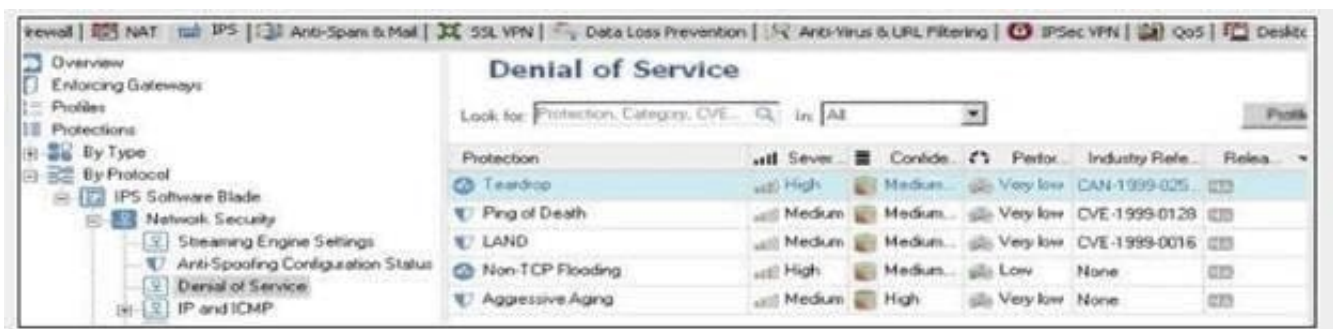 rewall | NAT IPS | Anti-Spam & Mail | SSL VPN | Data Loss Prevention | Anti-Virus & URL Filtering | IPSec VPN | QoS | Deskto
Overview
Enforcing Gateways
Profiles
Protections
By Type
By Protocol
IPS Software Blade
Network Security
Streaming Engine Settings
Anti-Spoofing Configuration Status
Denial of Service
IP and ICMP
Denial of Service
Look for: Protection, Category, CVE... In: All
Protection Sever... Confide... Perfor... Industry Refe... Relea...
Teardrop High Medium... Very low CAN-1999-025...
Ping of Death Medium Medium... Very low CVE-1999-0128
LAND Medium Medium... Very low CVE-1999-0016
Non-TCP Flooding High Medium... Low None
Aggressive Aging Medium High Very low None